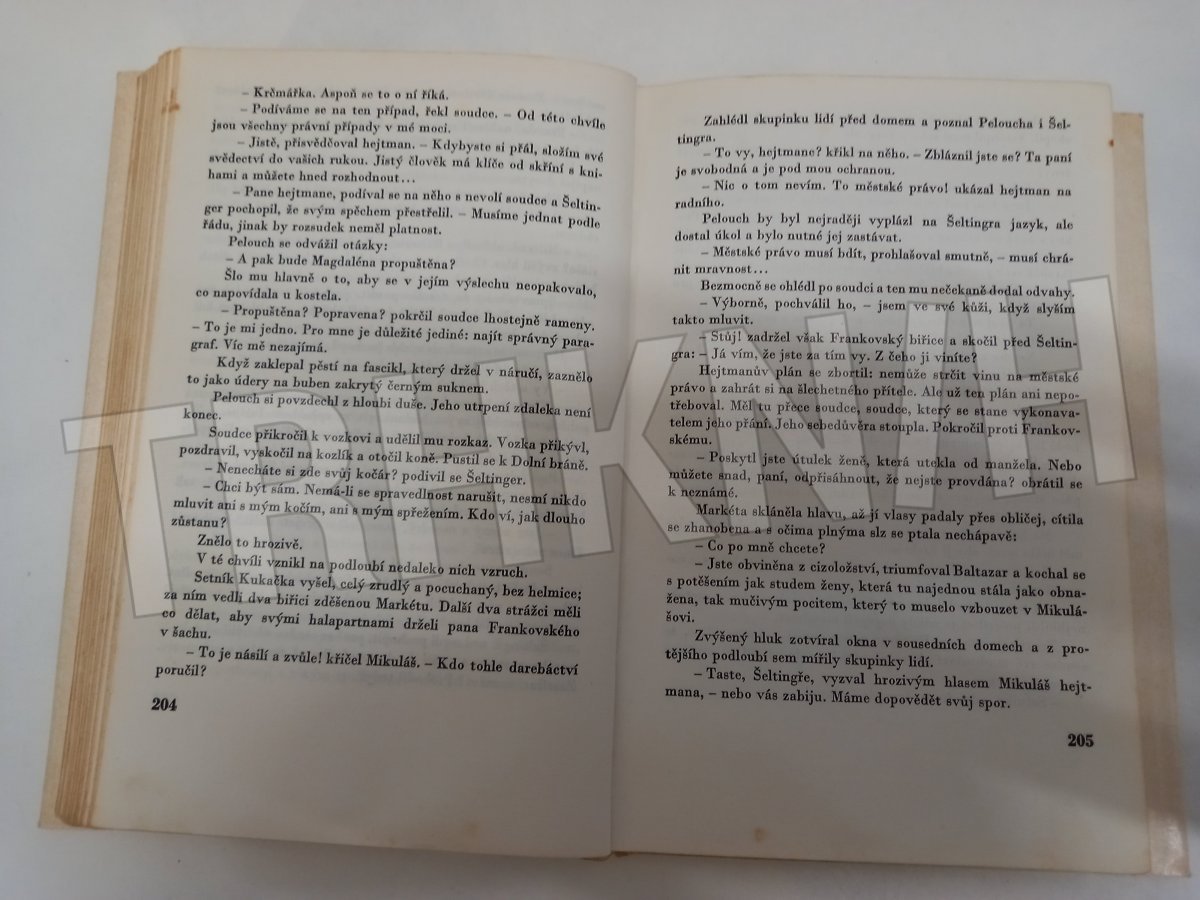 – Krčmářka. Aspoň se to o ní říká.
– Podíváme se na ten případ, řekl soudce. – Od této chvíle
jsou všechny právní případy v mé moci.
– Jistě, přisvědčoval hejtman. – Kdybyste si přál, složím své
svědectví do vašich rukou. Jistý člověk má klíče od skříní s kni-
hami a můžete hned rozhodnout...
– Pane hejtmane, podíval se na něho s nevolí soudce a Šeltin-
ger pochopil, že svým spěchem přestřelil. – Musíme jednat podle
řádu, jinak by rozsudek neměl platnost.
Pelouch se odvážil otázky:
– A pak bude Magdaléna propuštěna?
Šlo mu hlavně o to, aby se v jejím výslechu neopakovalo,
co napovídala u kostela.
– Propuštěna? Popravena? pokrčil soudce lhostejně rameny.
– To je mi jedno. Pro mne je důležité jediné: najít správný para-
graf. Víc mě nezajímá.
Když zaklepal pěstí na fascikl, který držel v náručí, zaznělo
to jako údery na buben zakrytý černým suknem.
Pelouch si povzdechl z hloubi duše. Jeho utrpení zdaleka není
konec.
Soudce přikročil k vozkovi a udělil mu rozkaz. Vozka přikývl,
pozdravil, vyskočil na kozlík a otočil koně. Pustil se k Dolní bráně.
– Nenecháte si zde svůj kočár? podivil se Šeltinger.
– Chci být sám. Nemá-li se spravedlnost narušit, nesmí nikdo
mluvit ani s mým kočím, ani s mým spřežením. Kdo ví, jak dlouho
zůstanu?
Znělo to hrozivě.
V té chvíli vznikl na podloubí nedaleko nich vzruch.
Setník Kukačka vyšel, celý zrudlý a pocuchaný, bez helmice;
za ním vedli dva biřici zděšenou Markétu. Další dva strážci měli
co dělat, aby svými halapartnami drželi pana Frankovského
v šachu.
– To je násilí a zvůle! křičel Mikuláš. – Kdo tohle darebáctví
poručil?
204
Zahlédl skupinku lidí před domem a poznal Peloucha i Šel-
tingra.
– To vy, hejtmane? křikl na něho. – Zbláznil jste se? Ta paní
je svobodná a je pod mou ochranou.
– Nic o tom nevím. To městské právo! ukázal hejtman na
radního.
Pelouch by byl nejraději vyplázl na Šeltingra jazyk, ale
dostal úkol a bylo nutné jej zastávat.
– Městské právo musí bdít, prohlašoval smutně, – musí chrá-
nit mravnost...
Bezmocně se ohlédl po soudci a ten mu nečekaně dodal odvahy.
– Výborně, pochválil ho, – jsem ve své kůži, když slyším
takto mluvit.
– Stůj! zadržel však Frankovský biřice a skočil před Šeltin-
gra: – Já vím, že jste za tím vy. Z čeho ji viníte?
Hejtmanův plán se zbortil: nemůže strčit vinu na městské
právo a zahrát si na šlechetného přítele. Ale už ten plán ani nepo-
třeboval. Měl tu přece soudce, soudce, který se stane vykonava-
telem jeho přání. Jeho sebedůvěra stoupla. Pokročil proti Frankov-
skému.
– Poskytl jste útulek ženě, která utekla od manžela. Nebo
můžete snad, paní, odpřisáhnout, že nejste provdána? obrátil se
k neznámé.
Markéta skláněla hlavu, až jí vlasy padaly přes obličej, cítila
se zhanobena a s očima plnýma slz se ptala nechápavě:
– Co po mně chcete?
– Jste obviněna z cizoložství, triumfoval Baltazar a kochal se
s potěšením jak studem ženy, která tu najednou stála jako obna-
žena, tak mučivým pocitem, který to muselo vzbouzet v Mikulá-
šovi.
Zvýšený hluk zotvíral okna v sousedních domech a z pro-
tějšího podloubí sem mířily skupinky lidí.
– Taste, Šeltingře, vyzval hrozivým hlasem Mikuláš hejt-
mana, – nebo vás zabiju. Máme dopovědět svůj spor.
205
TRHKNIH